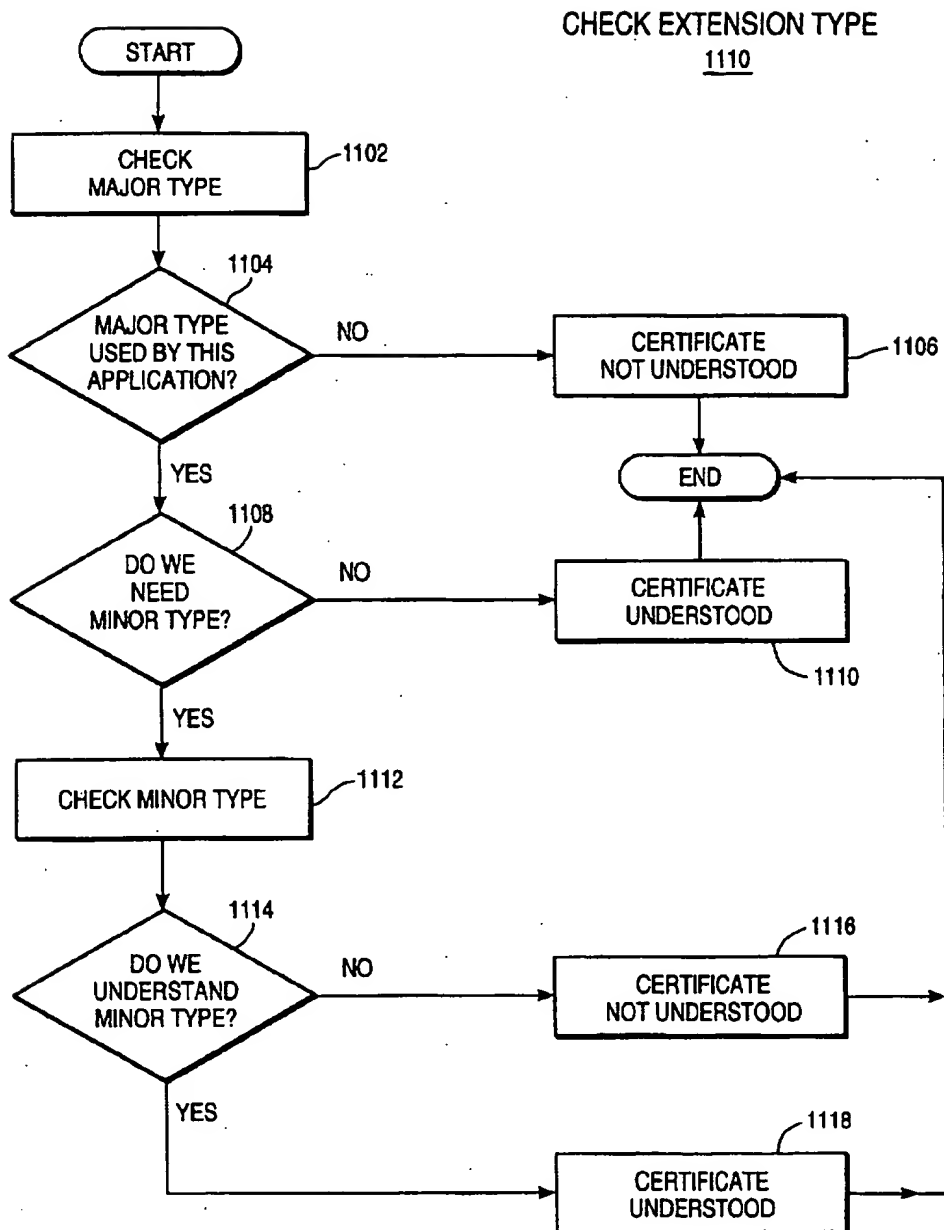 CHECK EXTENSION TYPE
1110
START
CHECK
MAJOR TYPE
1102
1104
MAJOR TYPE
USED BY THIS
APPLICATION?
NO
CERTIFICATE
NOT UNDERSTOOD
1106
YES
END
1108
DO WE
NEED
MINOR TYPE?
NO
CERTIFICATE
UNDERSTOOD
1110
YES
CHECK MINOR TYPE
1112
1114
DO WE
UNDERSTAND
MINOR TYPE?
NO
1116
CERTIFICATE
NOT UNDERSTOOD
YES
1118
CERTIFICATE
UNDERSTOOD